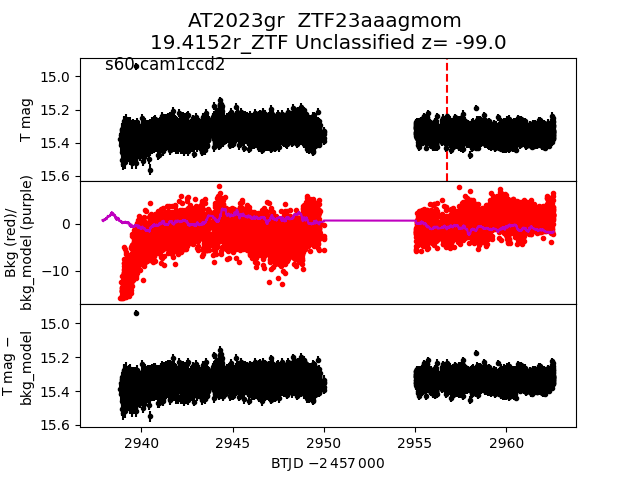 AT2023gr  ZTF23aaagmom
19.4152r_ZTF Unclassified z= -99.0
s60 cam1ccd2
15.0
15.2
15.4
15.6
T mag
0
−10
Bkg (red)/
bkg_model (purple)
15.0
15.2
15.4
15.6
T mag −
bkg_model
2940
2945
2950
2955
2960
BTJD −2 457 000